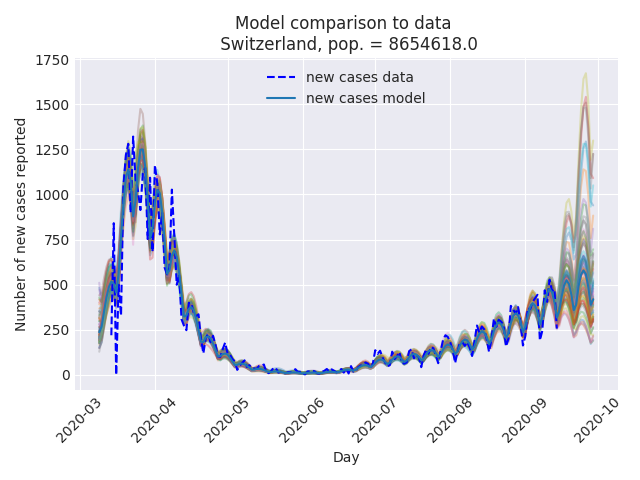 Model comparison to data
Switzerland, pop. = 8654618.0
new cases data
new cases model
Number of new cases reported
1750
1500
1250
1000
750
500
250
0
2020-03
2020-04
2020-05
2020-06
2020-07
2020-08
2020-09
2020-10
Day